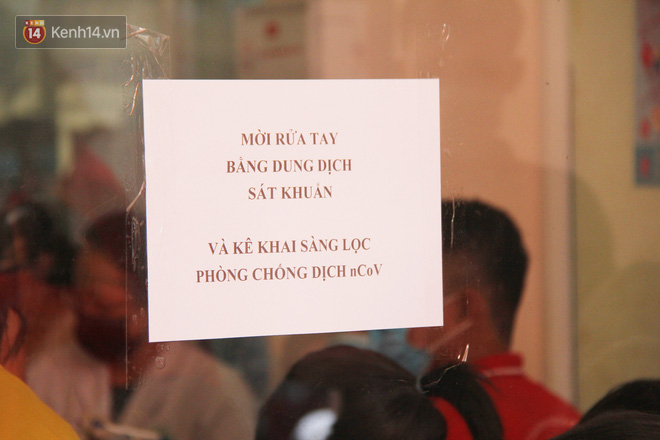 KENH
14
Kenh14.vn
MỜI RỬA TAY
BẰNG DUNG DỊCH
SÁT KHUẨN
VÀ KÊ KHAI SÀNG LỌC
PHÒNG CHỐNG DỊCH nCoV